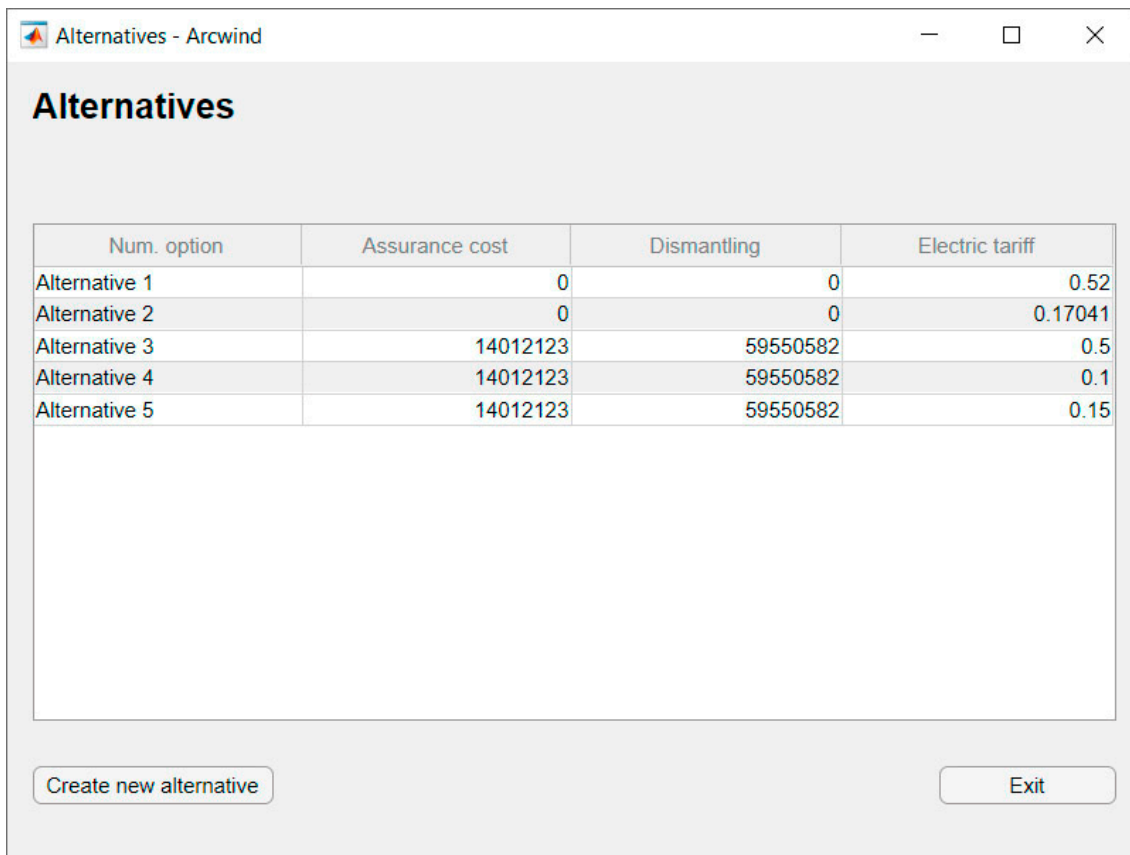 Alternatives - Arcwind
Alternatives
Num. option Assurance cost Dismantling Electric tariff
Alternative 1 0 0 0.52
Alternative 2 0 0 0.17041
Alternative 3 14012123 59550582 0.5
Alternative 4 14012123 59550582 0.1
Alternative 5 14012123 59550582 0.15
Create new alternative Exit